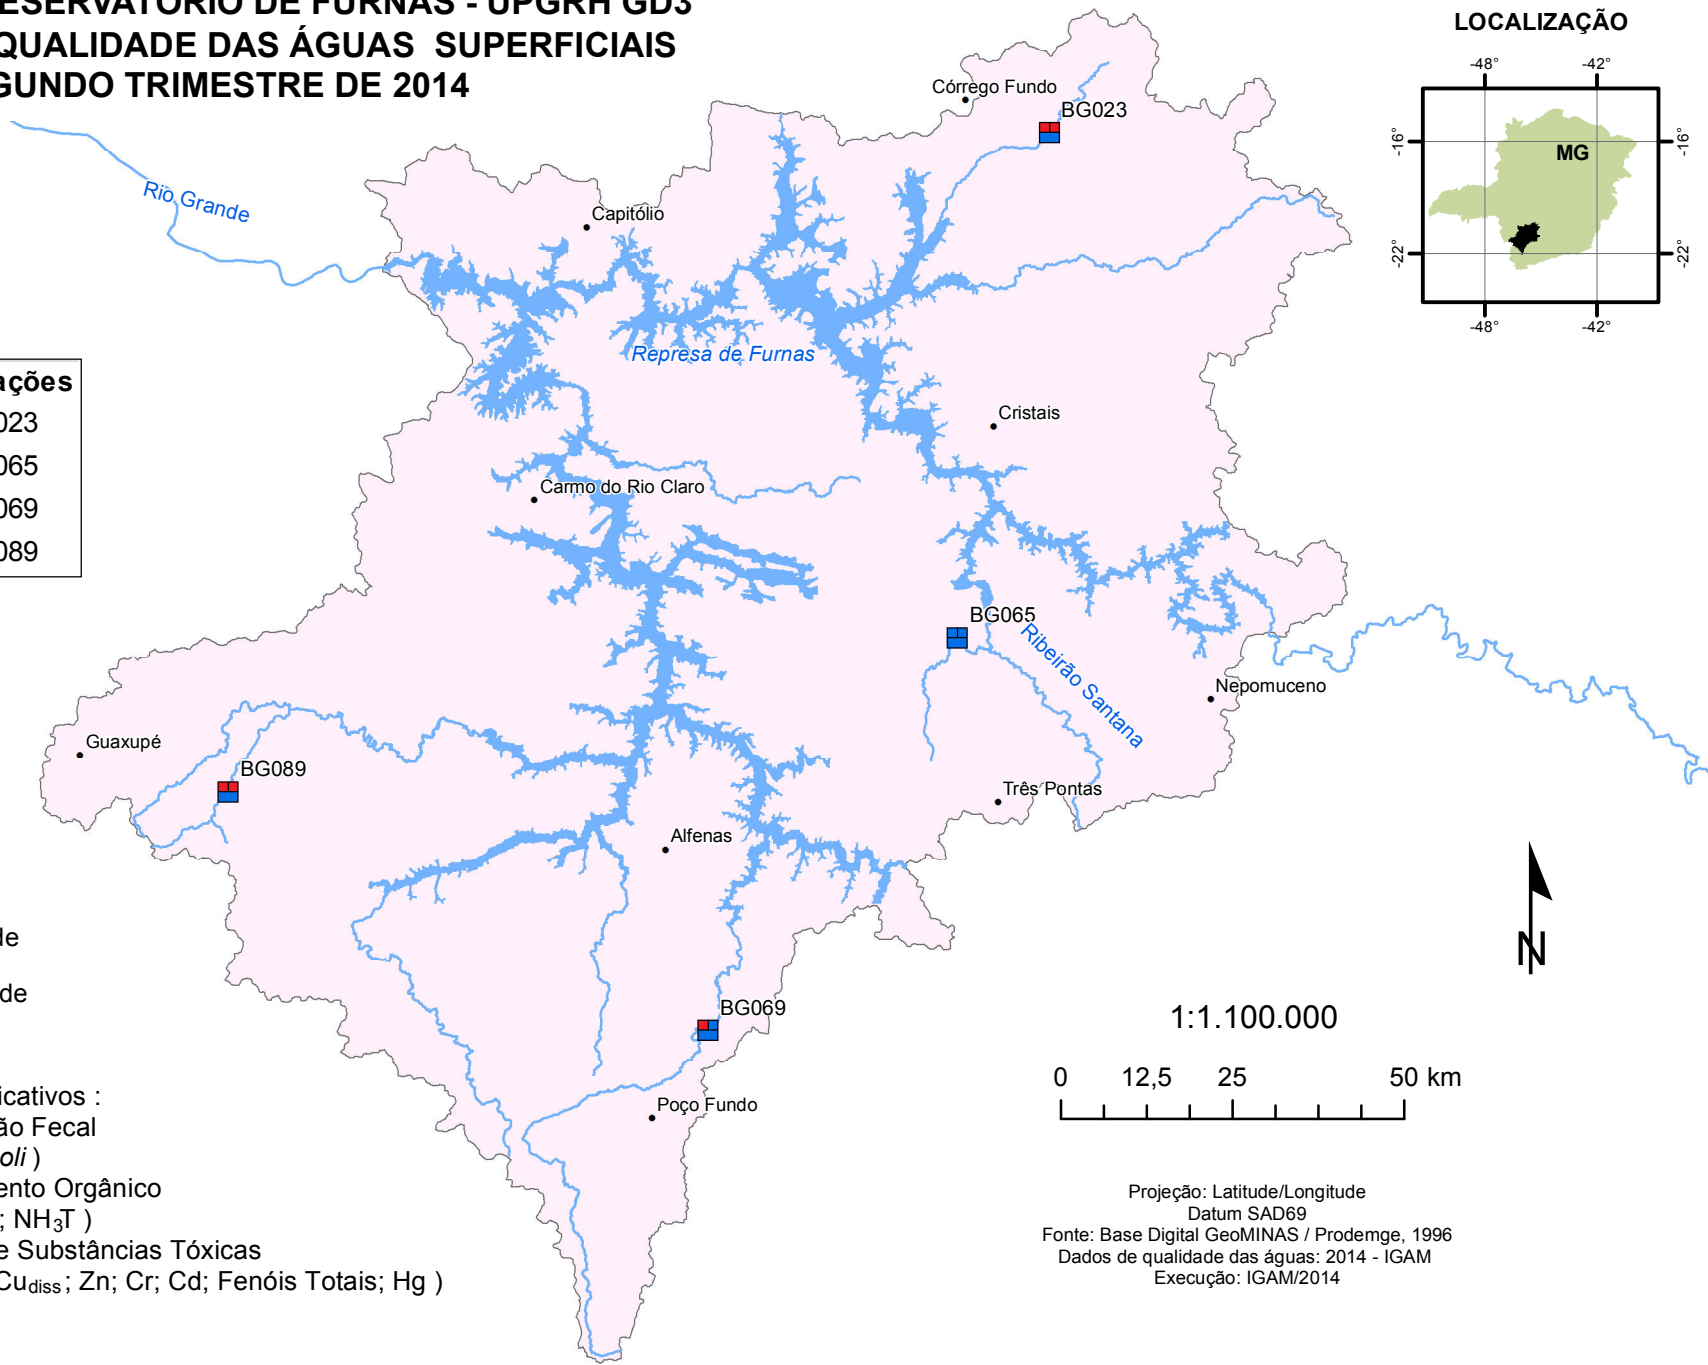 ESERVATÓRIO DE FURNAS - UPGRH GD3
QUALIDADE DAS ÁGUAS SUPERFICIAIS
GUNDO TRIMESTRE DE 2014
LOCALIZAÇÃO
-48° -42°
-16° -16°
MG
-22° -22°
-48° -42°
Córrego Fundo
BG023
Rio Grande
Capitólio
Represa de Furnas
ações
023
065
069
089
Cristais
Carmo do Rio Claro
BG065
Ribeirão Santana
Nepomuceno
Guaxupé
BG089
Três Pontas
Alfenas
de
de
N
BG069
Poço Fundo
1:1.100.000
0 12,5 25 50 km
icativos :
ão Fecal
oli )
ento Orgânico
; NH3T )
e Substâncias Tóxicas
Cudiss; Zn; Cr; Cd; Fenóis Totais; Hg )
Projeção: Latitude/Longitude
Datum SAD69
Fonte: Base Digital GeoMINAS / Prodemge, 1996
Dados de qualidade das águas: 2014 - IGAM
Execução: IGAM/2014